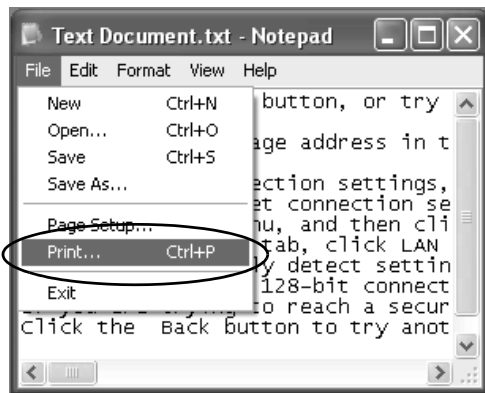 Text Document.txt - Notepad
File Edit Format View Help
New Ctrl+N
Open... Ctrl+O
Save Ctrl+S
Save As...
Page Setup...
Print... Ctrl+P
Exit
button, or try
age address in t
ection settings,
et connection se
nu, and then cli
tab, click LAN
ly detect settin
128-bit connect
to reach a secur
Click the Back button to try anot